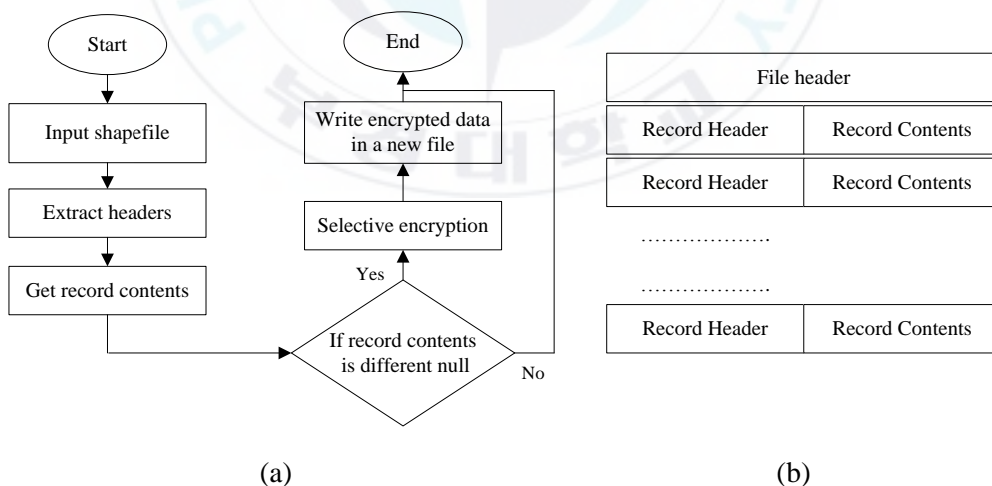 Start
Input shapefile
Extract headers
Get record contents
If record contents
is different null
Yes
No
Selective encryption
Write encrypted data
in a new file
End
File header
Record Header
Record Contents
Record Header
Record Contents
……………….
……………….
Record Header
Record Contents
(a)
(b)